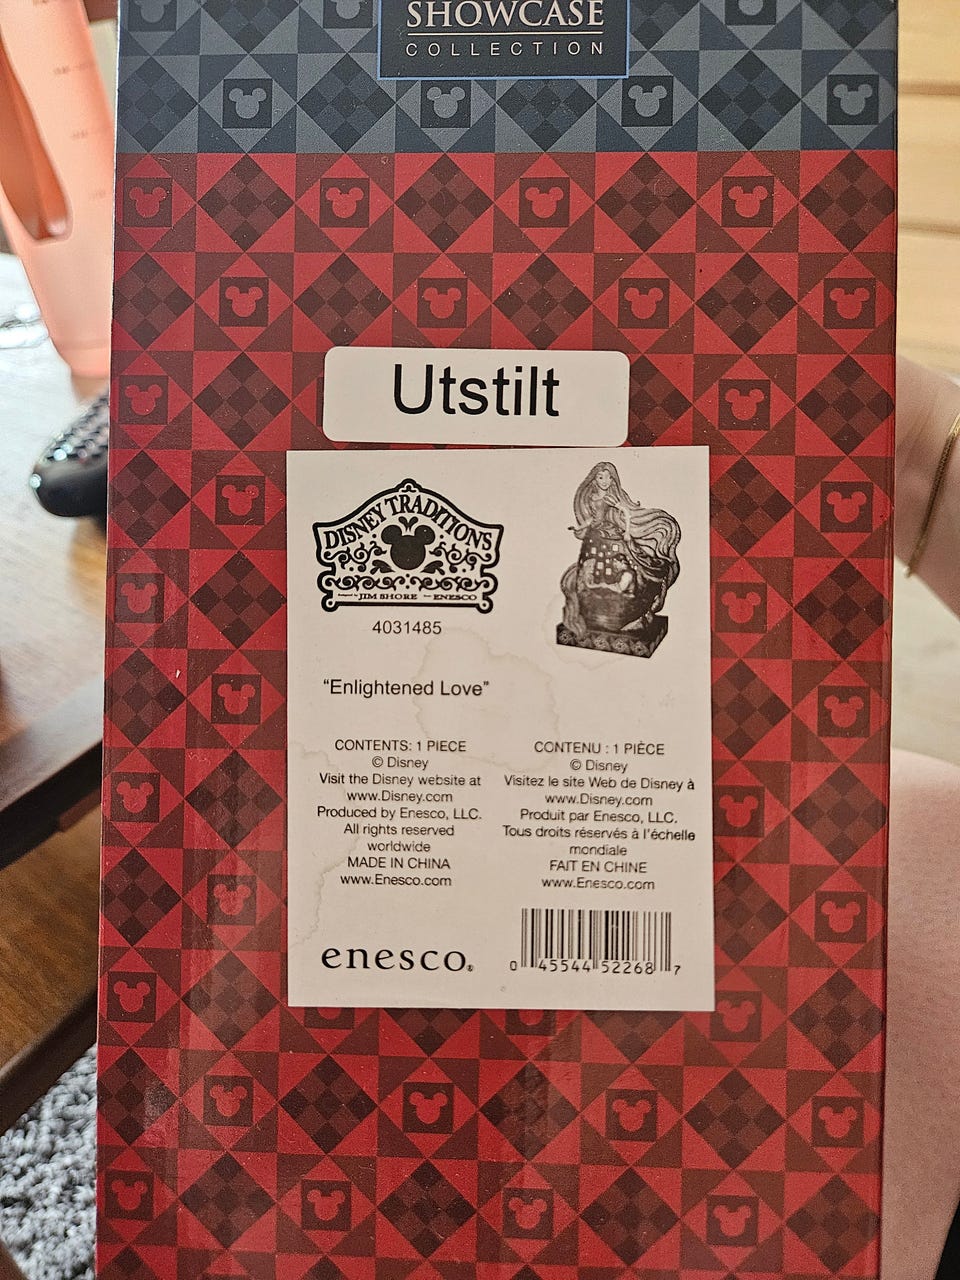 SHOWCASE
COLLECTION
Utstilt
DISNEY TRADITIONS
designed by JIM SHORE for ENESCO
4031485
“Enlightened Love”
CONTENTS: 1 PIECE
© Disney
Visit the Disney website at
www.Disney.com
Produced by Enesco, LLC.
All rights reserved
worldwide
MADE IN CHINA
www.Enesco.com
CONTENU : 1 PIÈCE
© Disney
Visitez le site Web de Disney à
www.Disney.com
Produit par Enesco, LLC.
Tous droits réservés à l'échelle
mondiale
FAIT EN CHINE
www.Enesco.com
enesco®
0 45544 52268 7